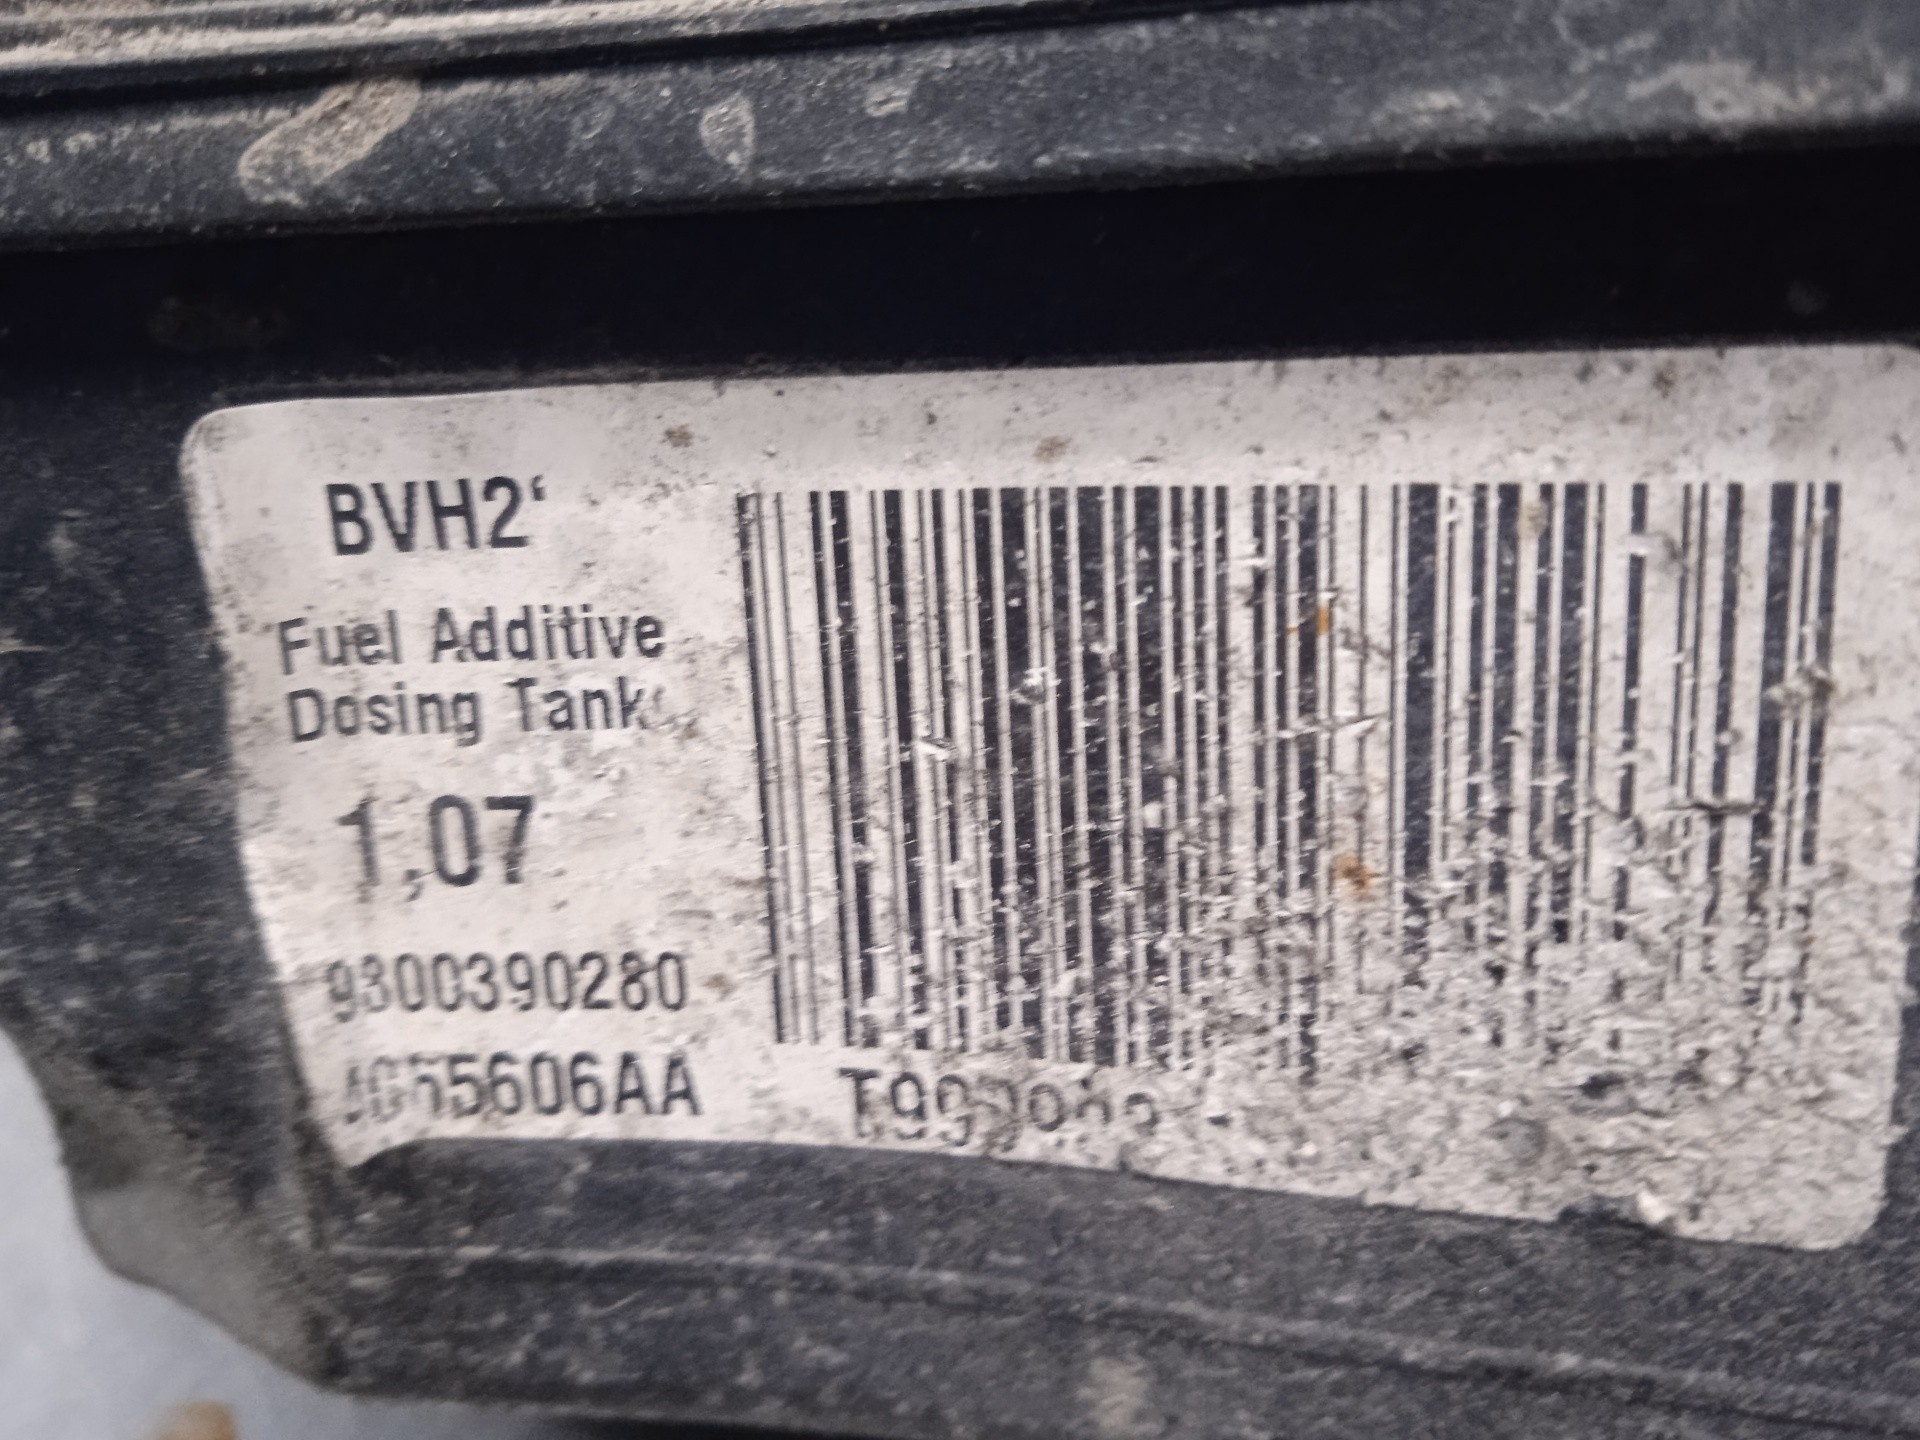 BVH2'
Fuel Additive
Dosing Tank
1,07
9300390280